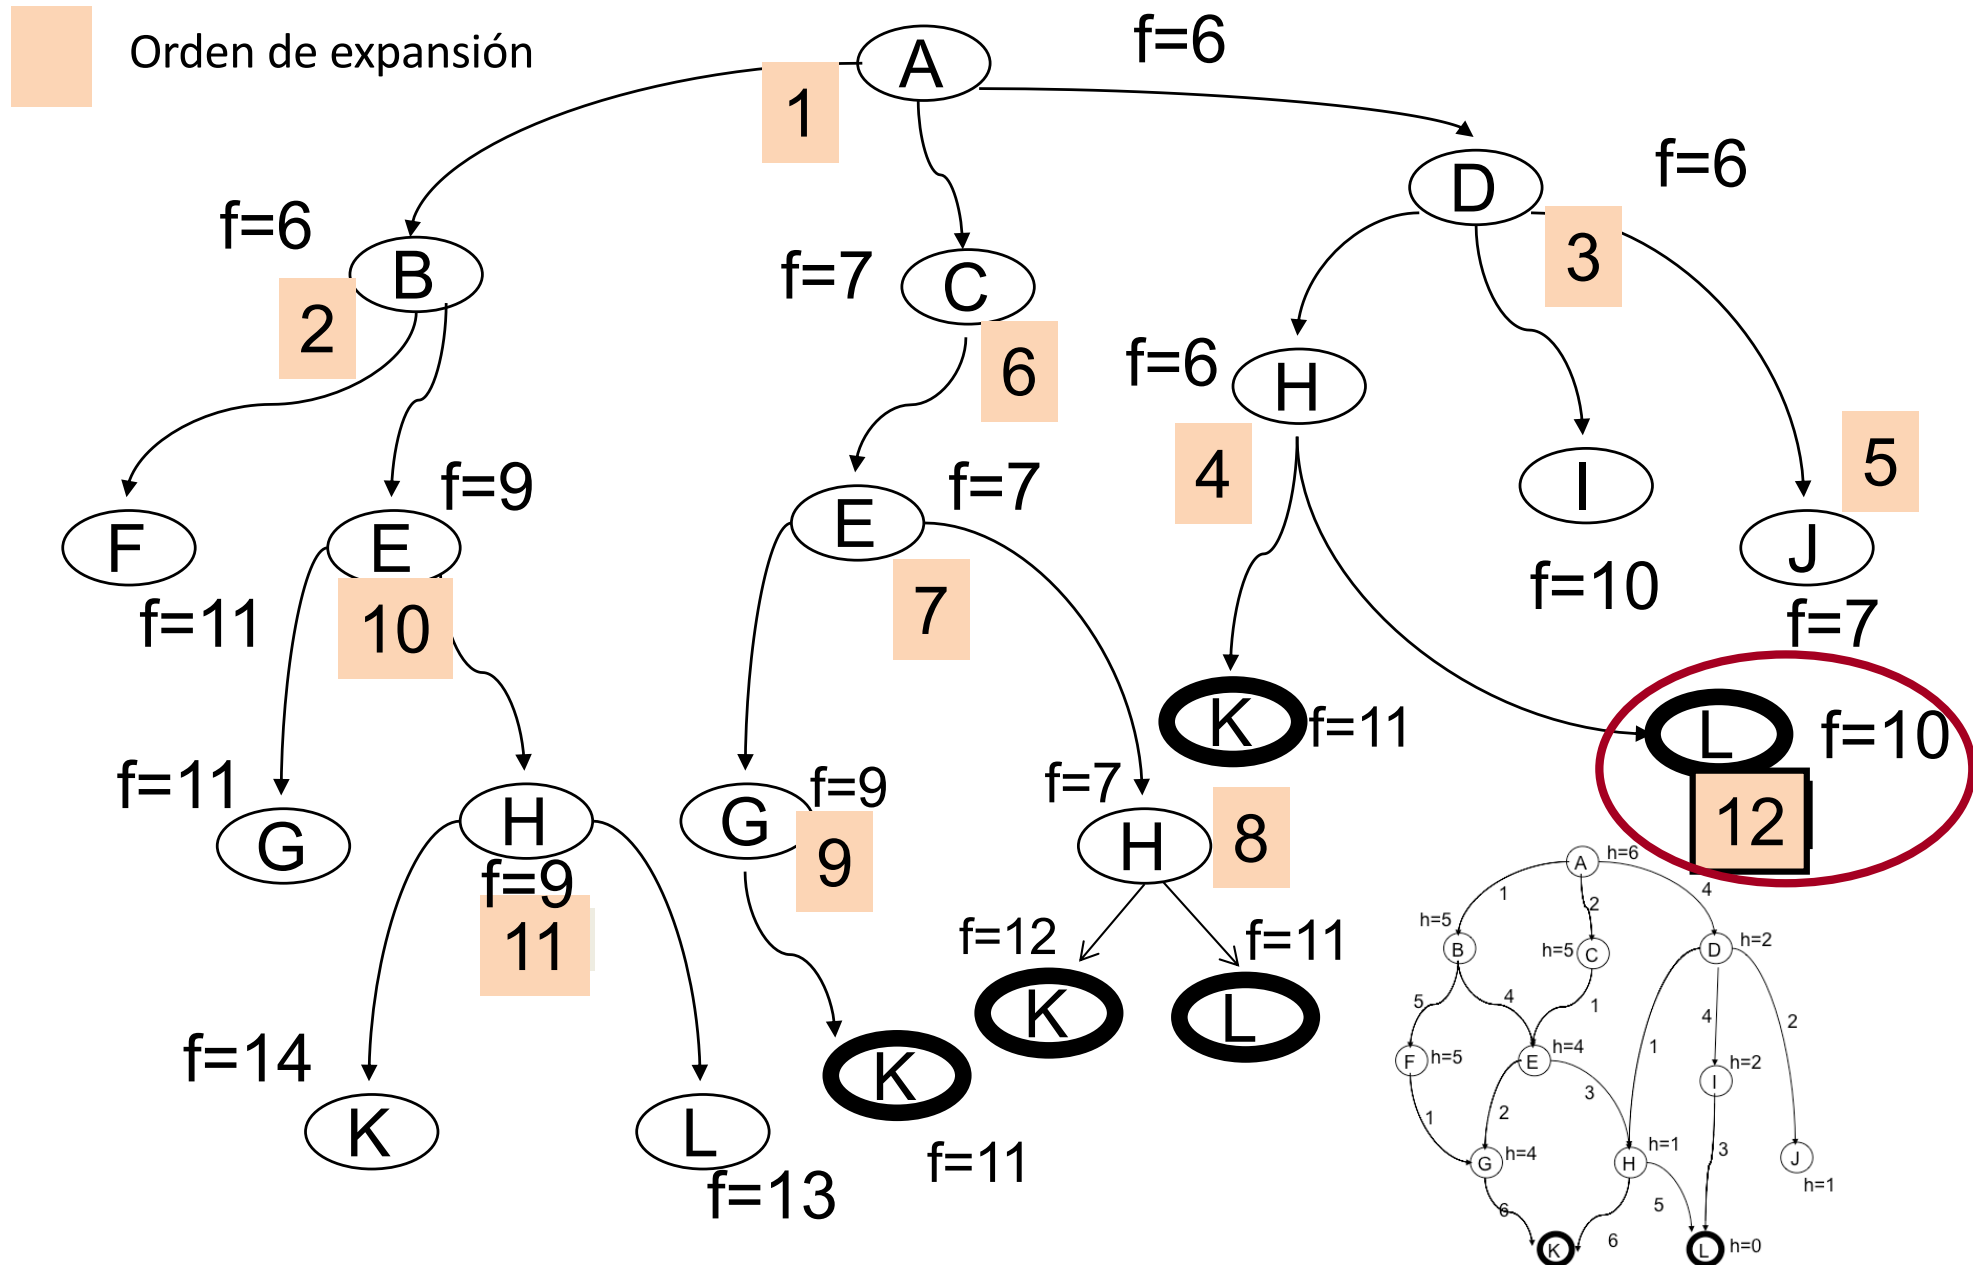 Orden de expansión
A
f=6
1
D
f=6
3
f=6
B
2
f=7
C
6
f=6
H
4
I
f=10
5
J
f=7
F
f=11
f=9
E
10
f=7
E
7
K
f=11
L
f=10
12
f=11
G
H
f=9
11
f=9
G
9
f=7
H
8
f=12
K
f=11
L
f=14
K
L
f=13
K
f=11
A
h=6
1
2
4
h=5
B
h=5
C
D
h=2
5
4
1
1
4
2
F
h=5
E
h=4
I
h=2
1
2
3
3
G
h=4
H
h=1
J
h=1
6
6
5
K
L
h=0